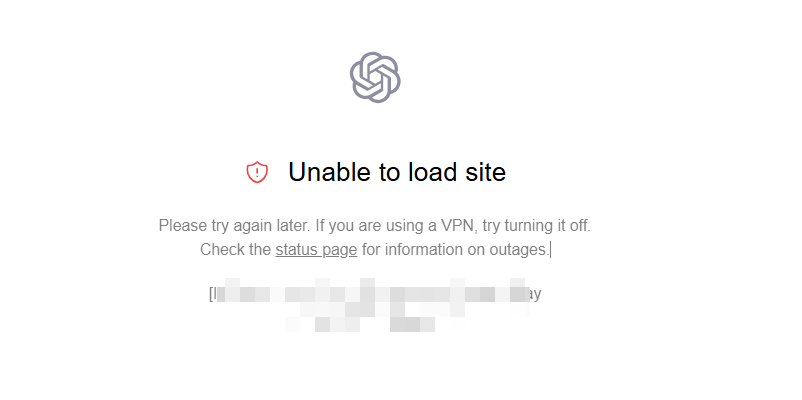 Unable to load site
Please try again later. If you are using a VPN, try turning it off.
Check the status page for information on outages.